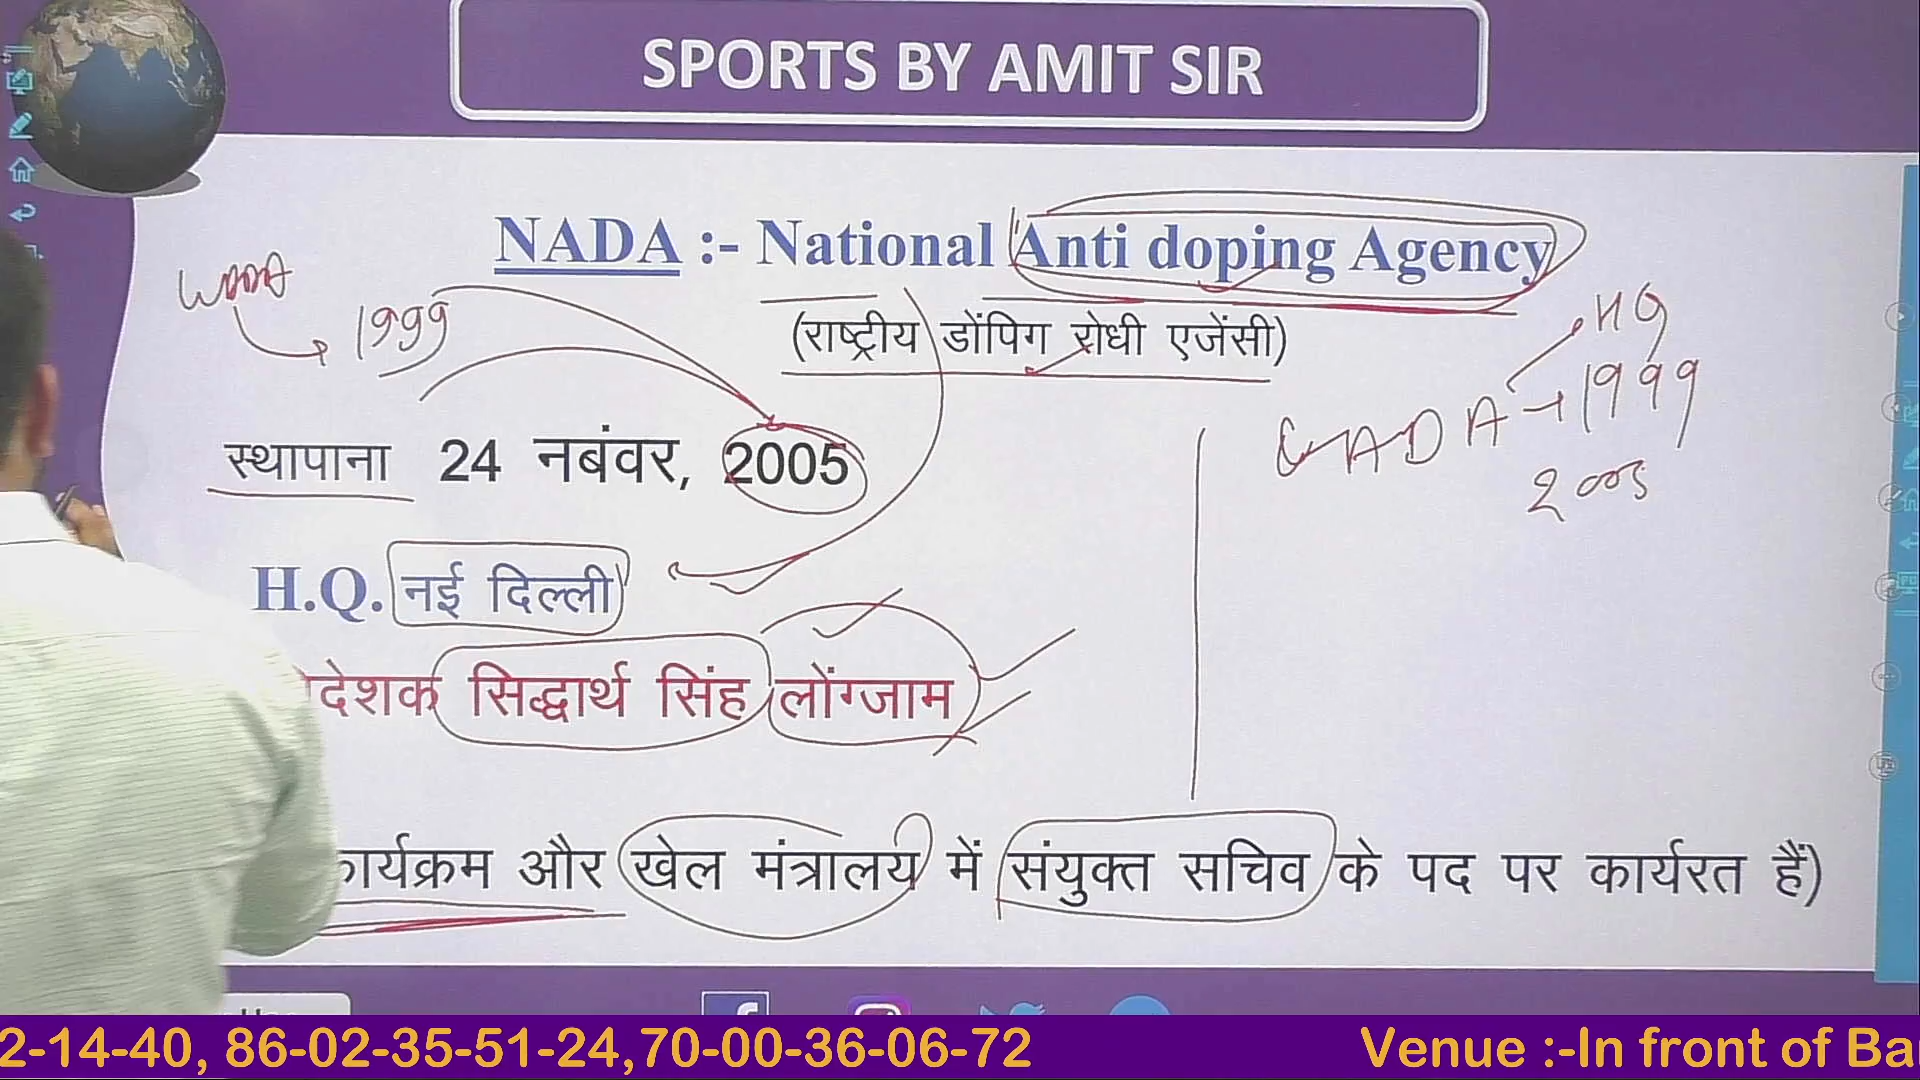 SPORTS BY AMIT SIR
NADA :- National Anti doping Agency
WADA
1999
(राष्ट्रीय डोंपिग रोधी एजेंसी)
HQ
1999
2005
स्थापाना 24 नबंवर, 2005
H.Q. नई दिल्ली
देशक सिद्धार्थ सिंह लोंग्जाम
कार्यक्रम और खेल मंत्रालय में संयुक्त सचिव के पद पर कार्यरत हैं)
2-14-40, 86-02-35-51-24,70-00-36-06-72 Venue :-In front of Ba